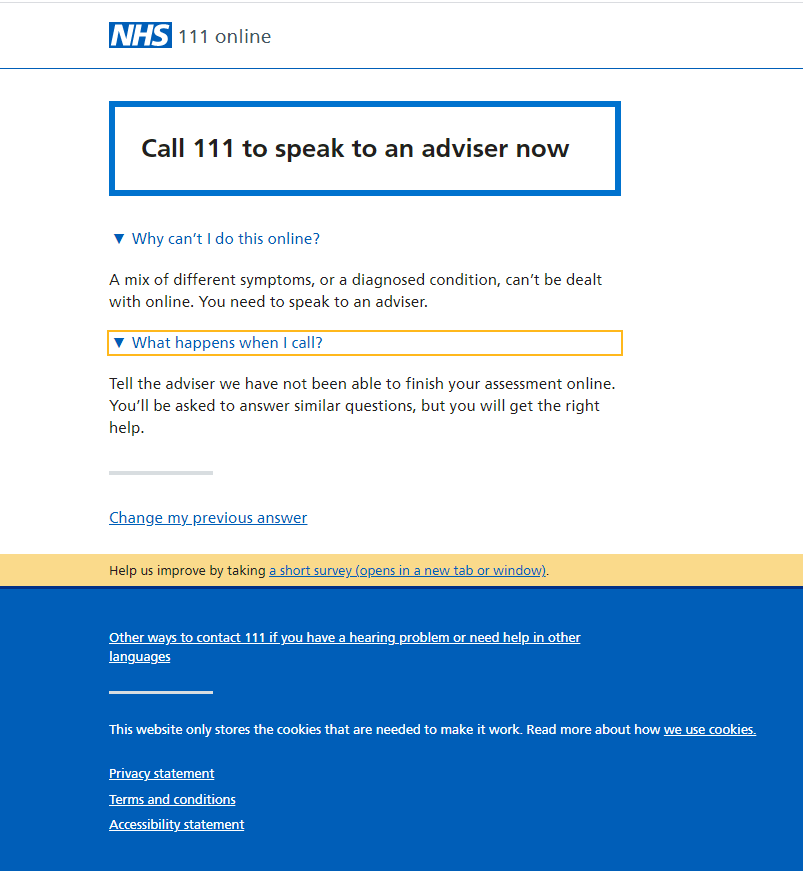 NHS 111 online
Call 111 to speak to an adviser now
▼ Why can’t I do this online?
A mix of different symptoms, or a diagnosed condition, can’t be dealt
with online. You need to speak to an adviser.
▼ What happens when I call?
Tell the adviser we have not been able to finish your assessment online.
You’ll be asked to answer similar questions, but you will get the right
help.
Change my previous answer
Help us improve by taking a short survey (opens in a new tab or window).
Other ways to contact 111 if you have a hearing problem or need help in other
languages
This website only stores the cookies that are needed to make it work. Read more about how we use cookies.
Privacy statement
Terms and conditions
Accessibility statement